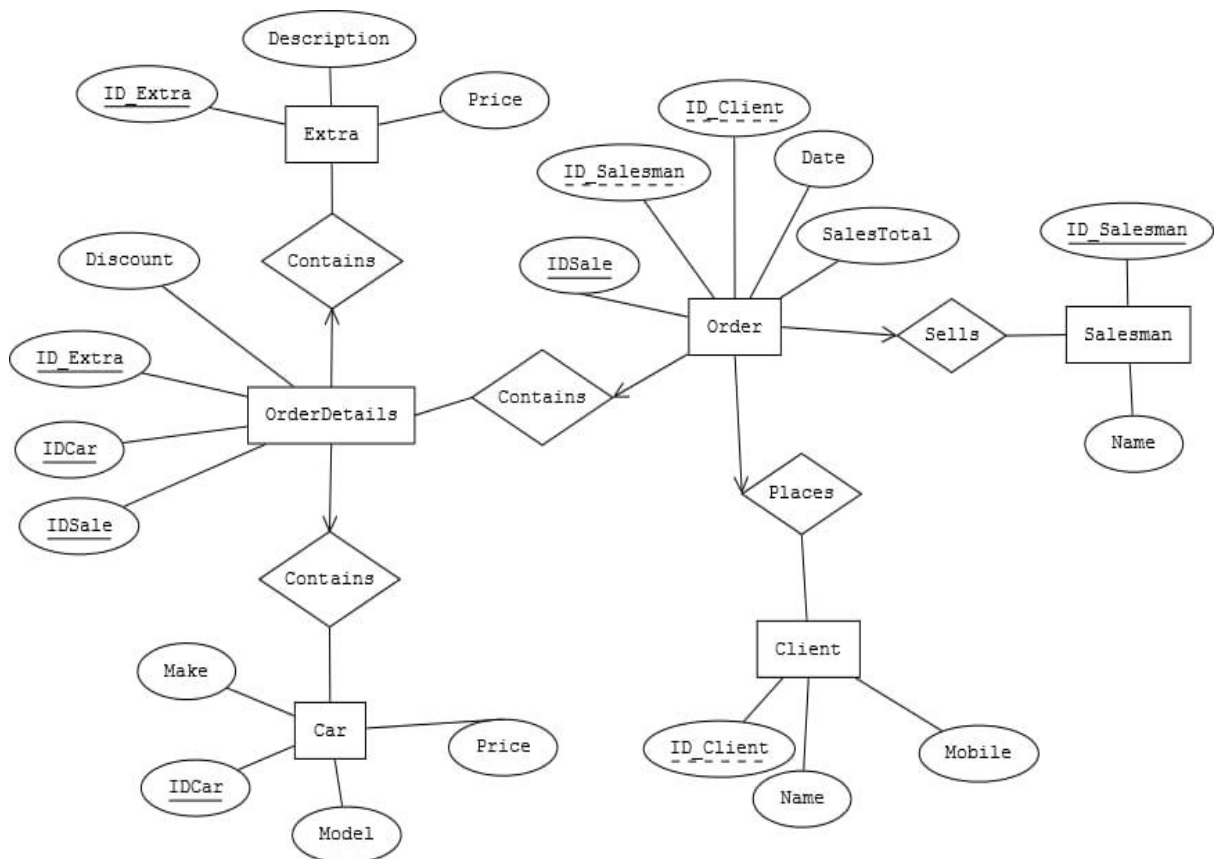 Description
ID_Extra
Price
Extra
Contains
Discount
ID_Extra
OrderDetails
IDCar
IDSale
Contains
Make
Car
Price
IDCar
Model
Contains
ID_Client
Date
ID_Salesman
SalesTotal
IDSale
Order
Sells
ID_Salesman
Salesman
Name
Places
Client
ID_Client
Mobile
Name